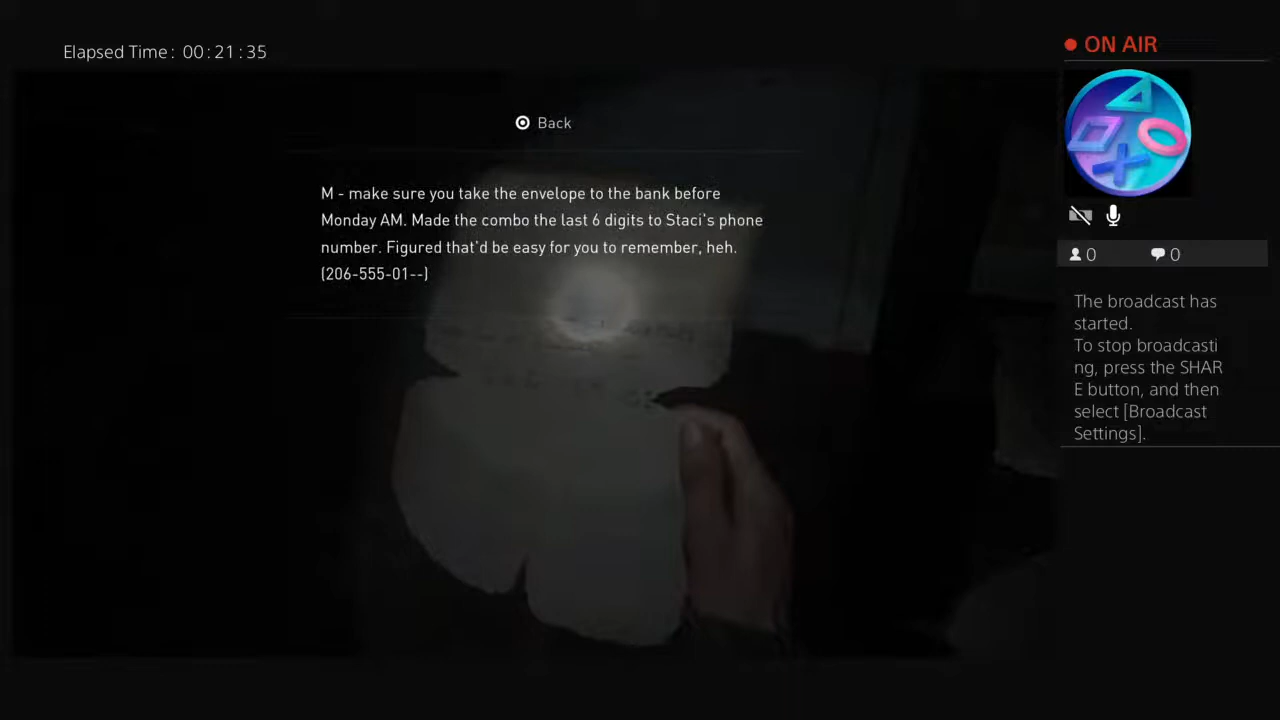 Elapsed Time: 00:21:35
ON AIR
Back
M - make sure you take the envelope to the bank before
Monday AM. Made the combo the last 6 digits to Staci's phone
number. Figured that'd be easy for you to remember, heh.
(206-555-01--)
0 0
The broadcast has
started.
To stop broadcasti
ng, press the SHAR
E button, and then
select [Broadcast
Settings].